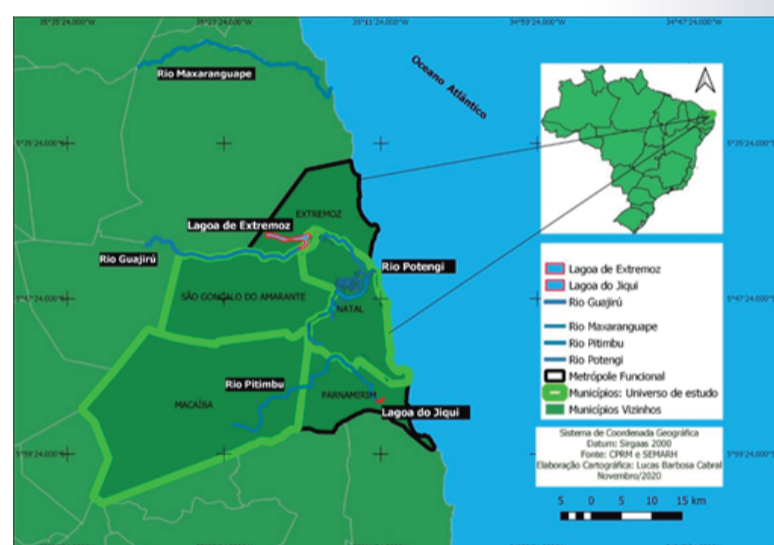 35°35'24,000"W
35°23'24,000"W
35°11'24,000"W
34°59'24,000"W
34°47'24,000"W
Rio Maxaranguape
Oceano Atlântico
5°35'24,000"S
5°35'24,000"S
EXTREMOZ
Lagoa de Extremoz
Rio Guajirú
Rio Potengi
SÃO GONÇALO DO AMARANTE
NATAL
5°47'24,000"S
5°47'24,000"S
Rio Pitimbu
MACAÍBA
PARNAMIRIM
Lagoa do Jiqui
5°59'24,000"S
5°59'24,000"S
Lagoa de Extremoz
Lagoa do Jiqui
Rio Guajirú
Rio Maxaranguape
Rio Pitimbu
Rio Potengi
Metrópole Funcional
Municípios: Universo de estudo
Municípios Vizinhos
Sistema de Coordenada Geográfica
Datum: Sirgaas 2000
Fonte: CPRM e SEMARH
Elaboração Cartográfica: Lucas Barbosa Cabral
Novembro/2020
5 0 5 10 15 km